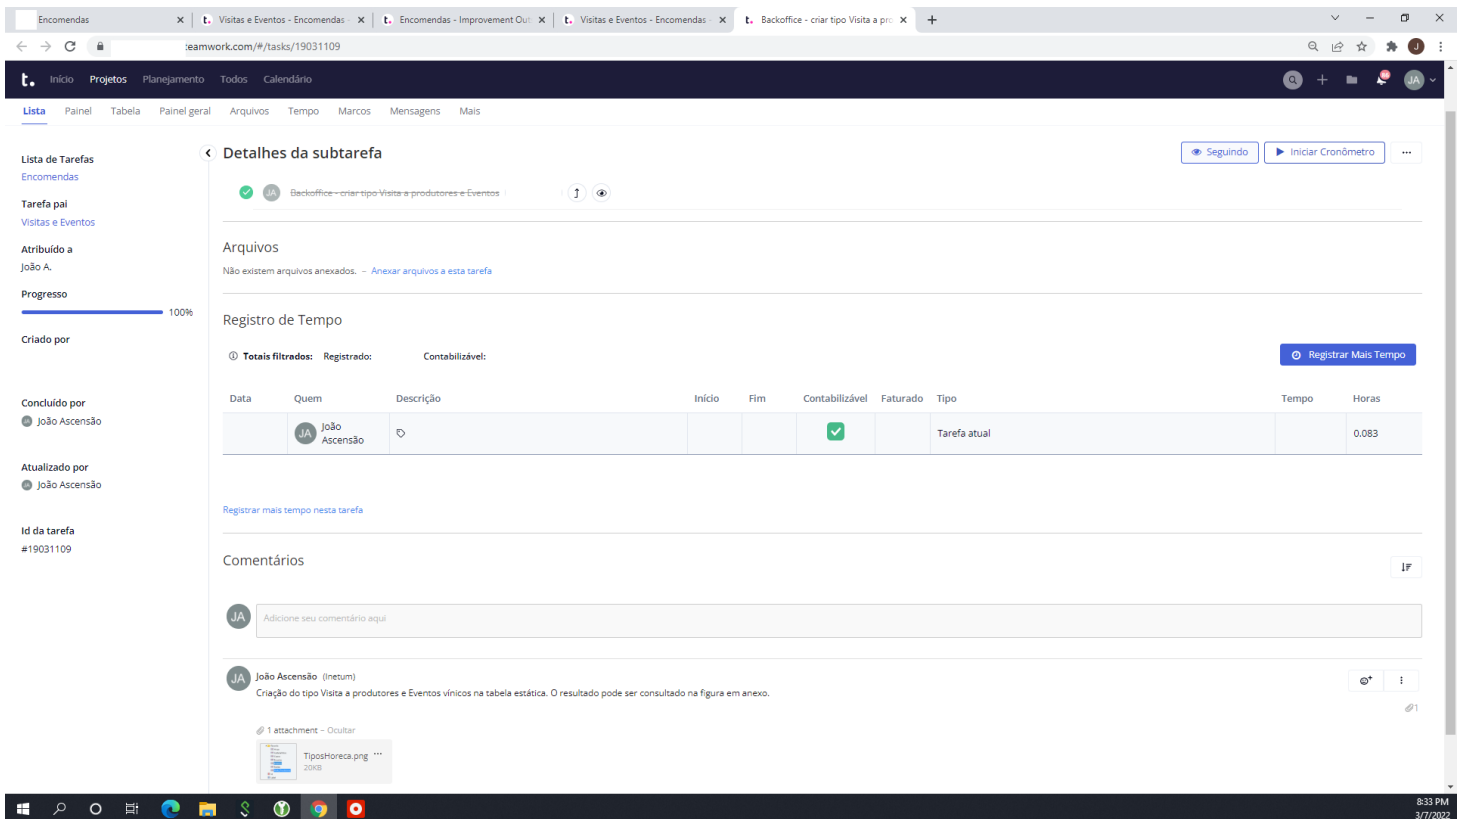 Encomendas
t. Visitas e Eventos - Encomendas -
t. Encomendas - Improvement Out
t. Visitas e Eventos - Encomendas -
t. Backoffice - criar tipo Visita a pro
eamwork.com/#/tasks/19031109
J
t. Início Projetos Planejamento Todos Calendário
JA
Lista Painel Tabela Painel geral Arquivos Tempo Marcos Mensagens Mais
Lista de Tarefas
Encomendas
Tarefa pai
Visitas e Eventos
Atribuído a
João A.
Progresso
100%
Criado por
Concluído por
JA João Ascensão
Atualizado por
JA João Ascensão
Id da tarefa
#19031109
Detalhes da subtarefa
Seguindo
Iniciar Cronômetro
JA Backoffice - criar tipo Visita a produtores e Eventos
Arquivos
Não existem arquivos anexados. – Anexar arquivos a esta tarefa
Registro de Tempo
Totais filtrados: Registrado: Contabilizável:
Registrar Mais Tempo
Data Quem Descrição Início Fim Contabilizável Faturado Tipo Tempo Horas
JA João Ascensão Tarefa atual 0.083
Registrar mais tempo nesta tarefa
Comentários
JA Adicione seu comentário aqui
JA João Ascensão (Inetum)
Criação do tipo Visita a produtores e Eventos vínicos na tabela estática. O resultado pode ser consultado na figura em anexo.
1
1 attachment – Ocultar
TiposHoreca.png
20KB
8:33 PM
3/7/2022